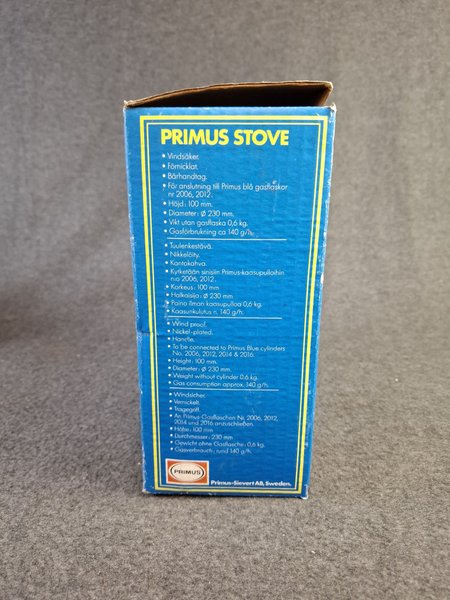 PRIMUS STOVE
• Vindsäker.
• Förnicklat.
• Bärhandtag.
• För anslutning till Primus blå gasflaskor
nr 2006, 2012.
• Höjd: 100 mm.
• Diameter: ø 230 mm.
• Vikt utan gasflaska 0,6 kg.
• Gasförbrukning ca 140 g/h.
• Tuulenkestävä.
• Nikkelöity.
• Kantokahva.
• Kytketään sinisiin Primus-kaasupulloihin
n:o 2006, 2012.
• Korkeus: 100 mm
• Halkaisija: ø 230 mm
• Paino ilman kaasupulloa 0,6 kg.
• Kaasunkulutus n. 140 g/h.
• Wind proof.
• Nickel-plated.
• Handle.
• To be connected to Primus Blue cylinders
No. 2006, 2012, 2014 & 2016.
• Height: 100 mm.
• Diameter: ø 230 mm.
• Weight without cylinder 0.6 kg.
• Gas consumption approx. 140 g/h.
• Windsicher.
• Vernickelt.
• Tragegriff.
• An Primus-Gasflaschen Nr. 2006, 2012,
2014 und 2016 anzuschließen.
• Höhe: 100 mm
• Durchmesser: 230 mm
• Gewicht ohne Gasflasche: 0,6 kg.
• Gasverbrauch: rund 140 g/h.
PRIMUS
Primus-Sievert AB, Sweden.